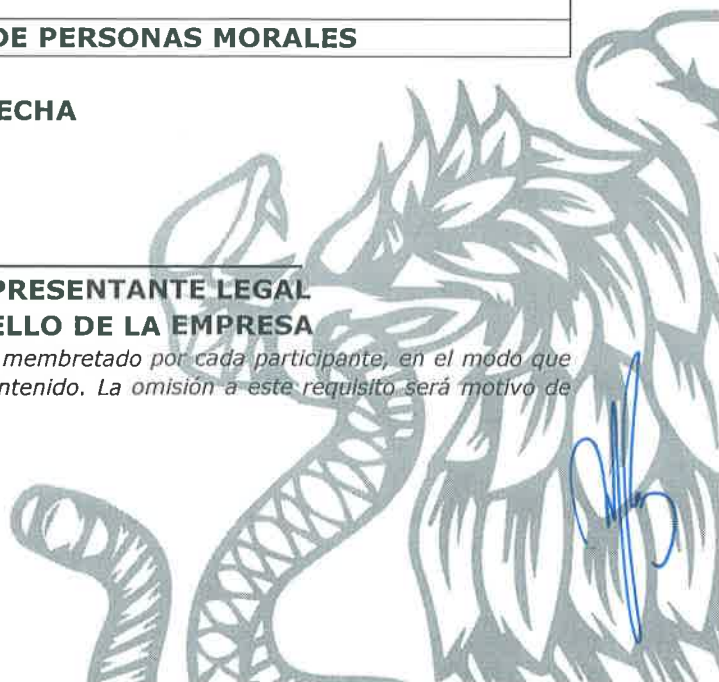 DE PERSONAS MORALES
ECHA
PRESENTANTE LEGAL
ELLO DE LA EMPRESA
membretado por cada participante, en el modo que
ntenido. La omisión a este requisito será motivo de